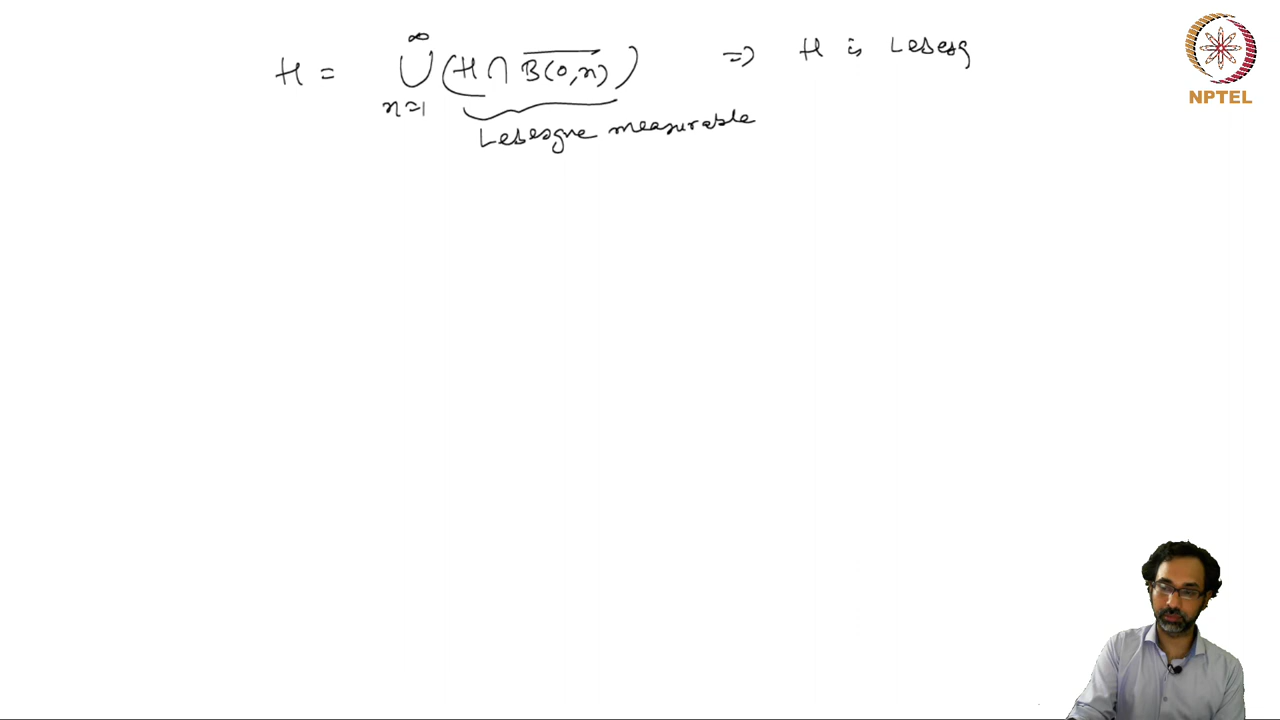 H = ∞⋃n=1 (H ∩ \overline{B(0,n)}) ⇒ H is Lebesg
Lebesgue measurable
NPTEL